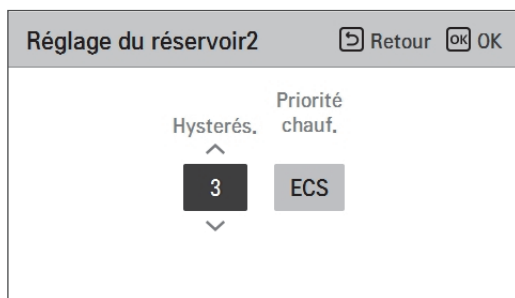 Réglage du réservoir2
Retour
OK OK
Hysterés.
Priorité
chauf.
3
ECS